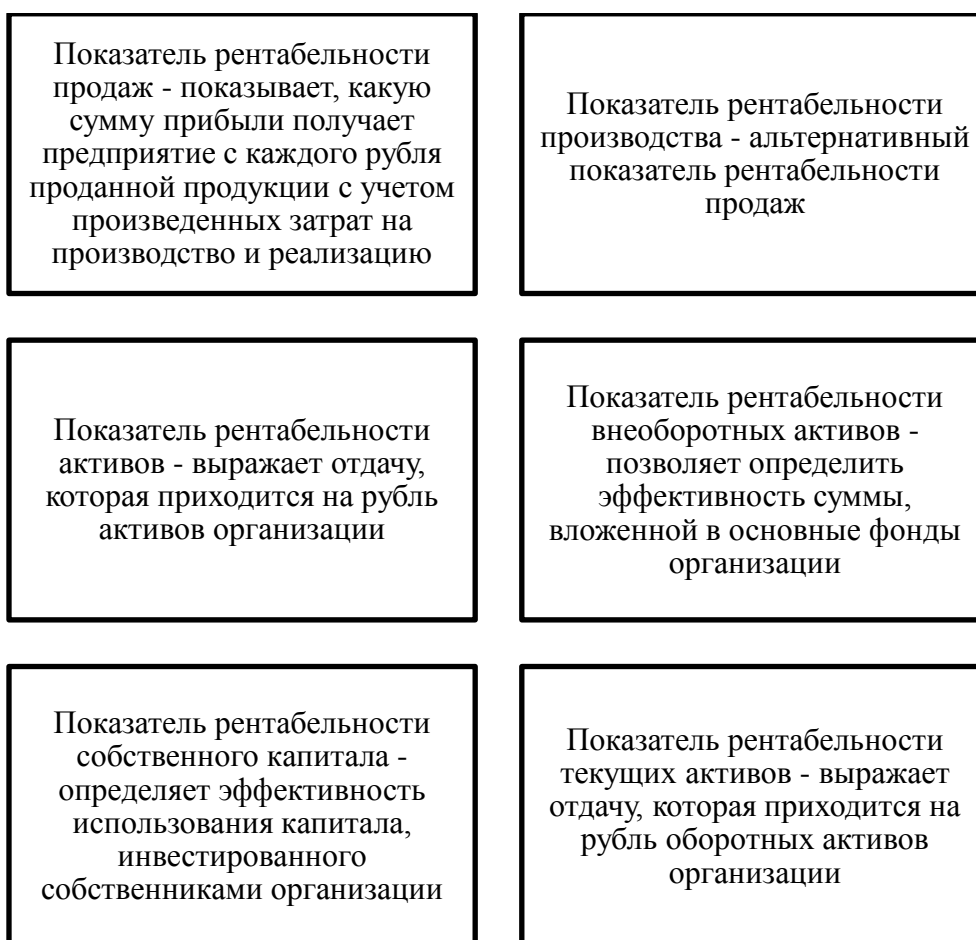 Показатель рентабельности
продаж - показывает, какую
сумму прибыли получает
предприятие с каждого рубля
проданной продукции с учетом
произведенных затрат на
производство и реализацию
Показатель рентабельности
производства - альтернативный
показатель рентабельности
продаж
Показатель рентабельности
активов - выражает отдачу,
которая приходится на рубль
активов организации
Показатель рентабельности
внеоборотных активов -
позволяет определить
эффективность суммы,
вложенной в основные фонды
организации
Показатель рентабельности
собственного капитала -
определяет эффективность
использования капитала,
инвестированного
собственниками организации
Показатель рентабельности
текущих активов - выражает
отдачу, которая приходится на
рубль оборотных активов
организации